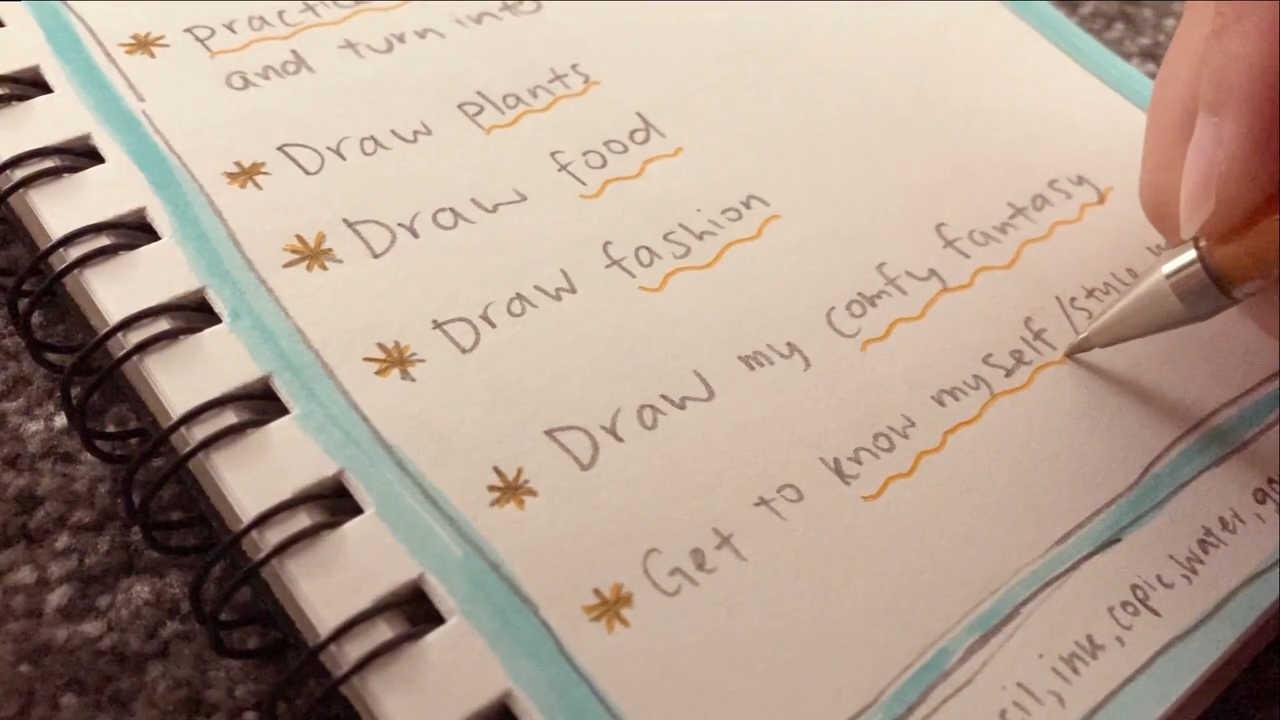 and turn into
Draw plants
Draw food
Draw fashion
Draw my comfy fantasy
Get to know myself /style
ink, copic, water,